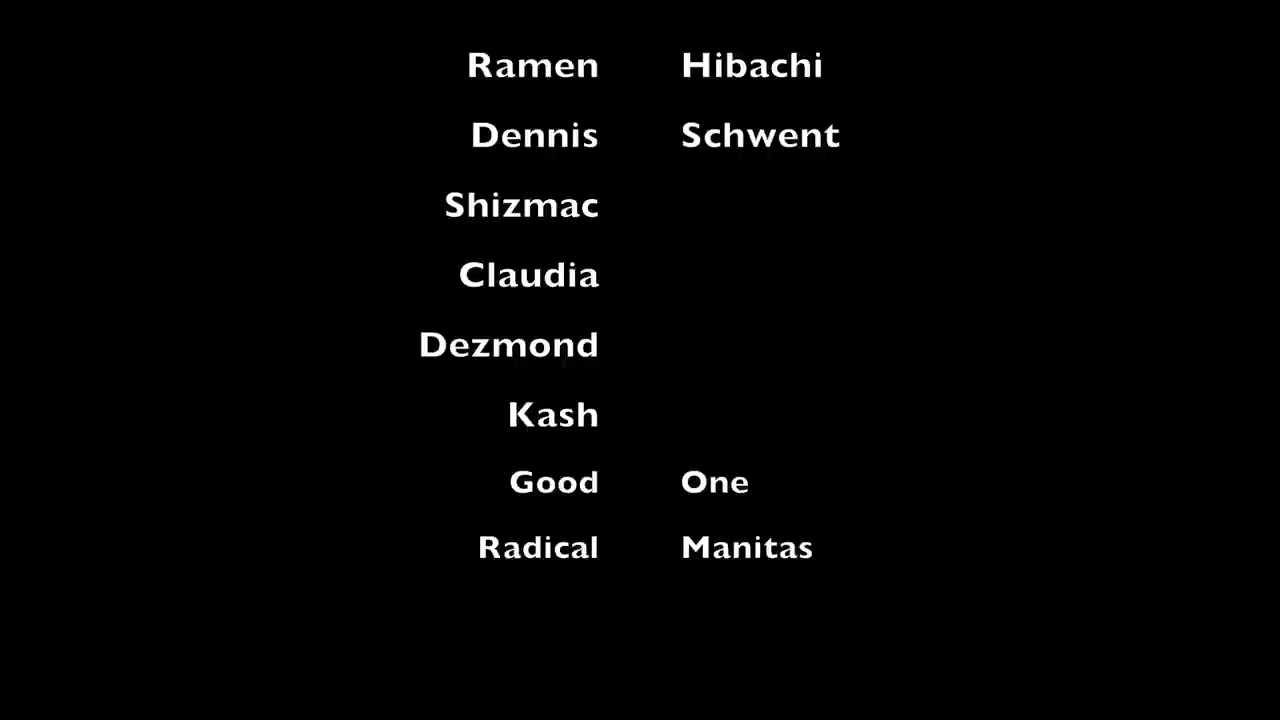 Ramen Hibachi
Dennis Schwent
Shizmac
Claudia
Dezmond
Kash
Good One
Radical Manitas